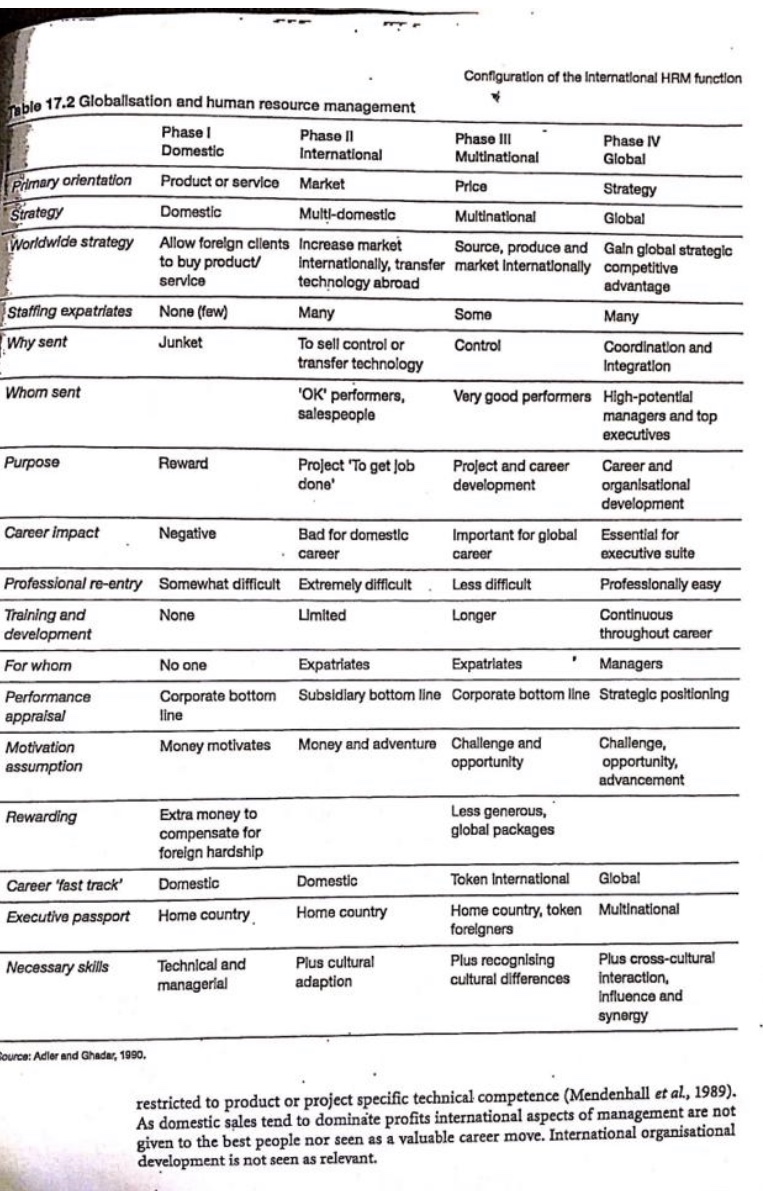 Configuration of the International HRM function
Table 17.2 Globalisation and human resource management
Phase I Phase II Phase III Phase IV
Domestic International Multinational Global
Primary orientation Product or service Market Price Strategy
Strategy Domestic Multi-domestic Multinational Global
Worldwide strategy Allow foreign clients Increase market Source, produce and Gain global strategic
to buy product/ internationally, transfer market internationally competitive
service technology abroad advantage
Staffing expatriates None (few) Many Some Many
Why sent Junket To sell control or Control Coordination and
transfer technology integration
Whom sent 'OK' performers, Very good performers High-potential
salespeople managers and top
executives
Purpose Reward Project 'To get job Project and career Career and
done' development organisational
development
Career impact Negative Bad for domestic Important for global Essential for
career career executive suite
Professional re-entry Somewhat difficult Extremely difficult Less difficult Professionally easy
Training and None Limited Longer Continuous
development throughout career
For whom No one Expatriates Expatriates Managers
Performance Corporate bottom Subsidiary bottom line Corporate bottom line Strategic positioning
appraisal line
Motivation Money motivates Money and adventure Challenge and Challenge,
assumption opportunity opportunity,
advancement
Rewarding Extra money to Less generous,
compensate for global packages
foreign hardship
Career 'fast track' Domestic Domestic Token International Global
Executive passport Home country Home country Home country, token Multinational
foreigners
Necessary skills Technical and Plus cultural Plus recognising Plus cross-cultural
managerial adaption cultural differences interaction,
influence and
synergy
Source: Adler and Ghadar, 1990.
restricted to product or project specific technical competence (Mendenhall et al., 1989).
As domestic sales tend to dominate profits international aspects of management are not
given to the best people nor seen as a valuable career move. International organisational
development is not seen as relevant.